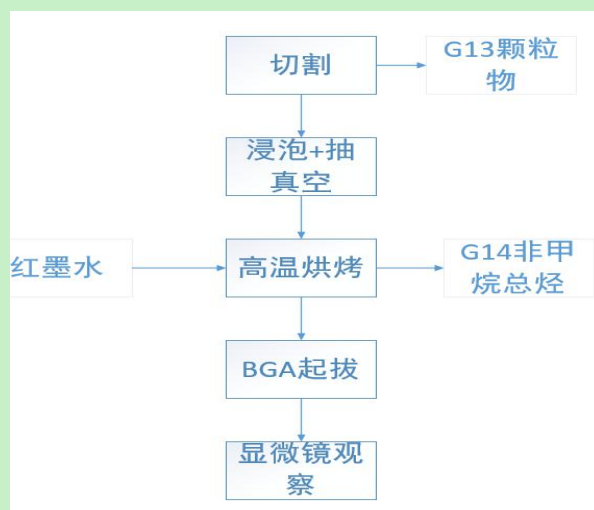 切割
G13颗粒
物
浸泡+抽
真空
红墨水
高温烘烤
G14非甲
烷总烃
BGA起拔
显微镜观
察